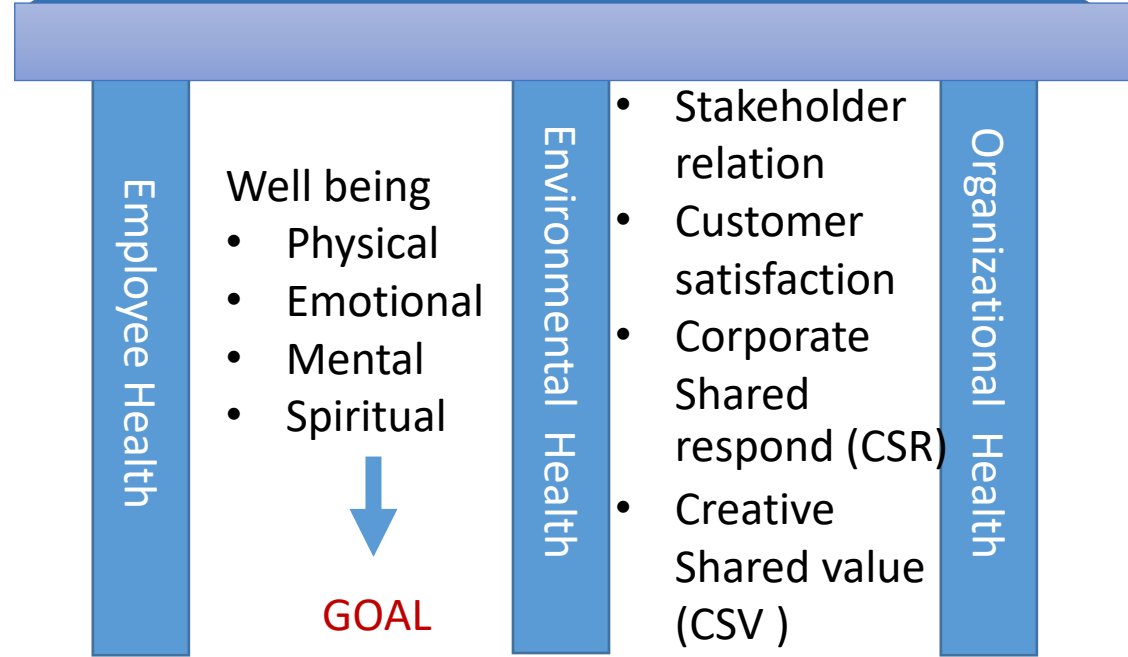 Employee Health
Well being
• Physical
• Emotional
• Mental
• Spiritual
GOAL
Environmental Health
• Stakeholder
relation
• Customer
satisfaction
• Corporate
Shared
respond (CSR)
• Creative
Shared value
(CSV )
Organizational Health